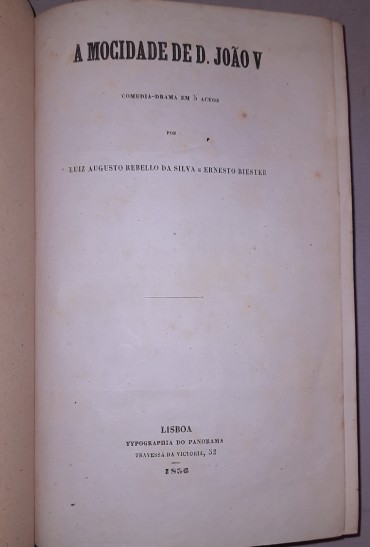 A MOCIDADE DE D. JOÃO V
COMEDIA-DRAMA EM 5 ACTOS
POR
LUIZ AUGUSTO REBELLO DA SILVA E ERNESTO BIESTER
LISBOA
TYPOGRAPHIA DO PANORAMA
TRAVESSA DA VICTORIA, 52
1856